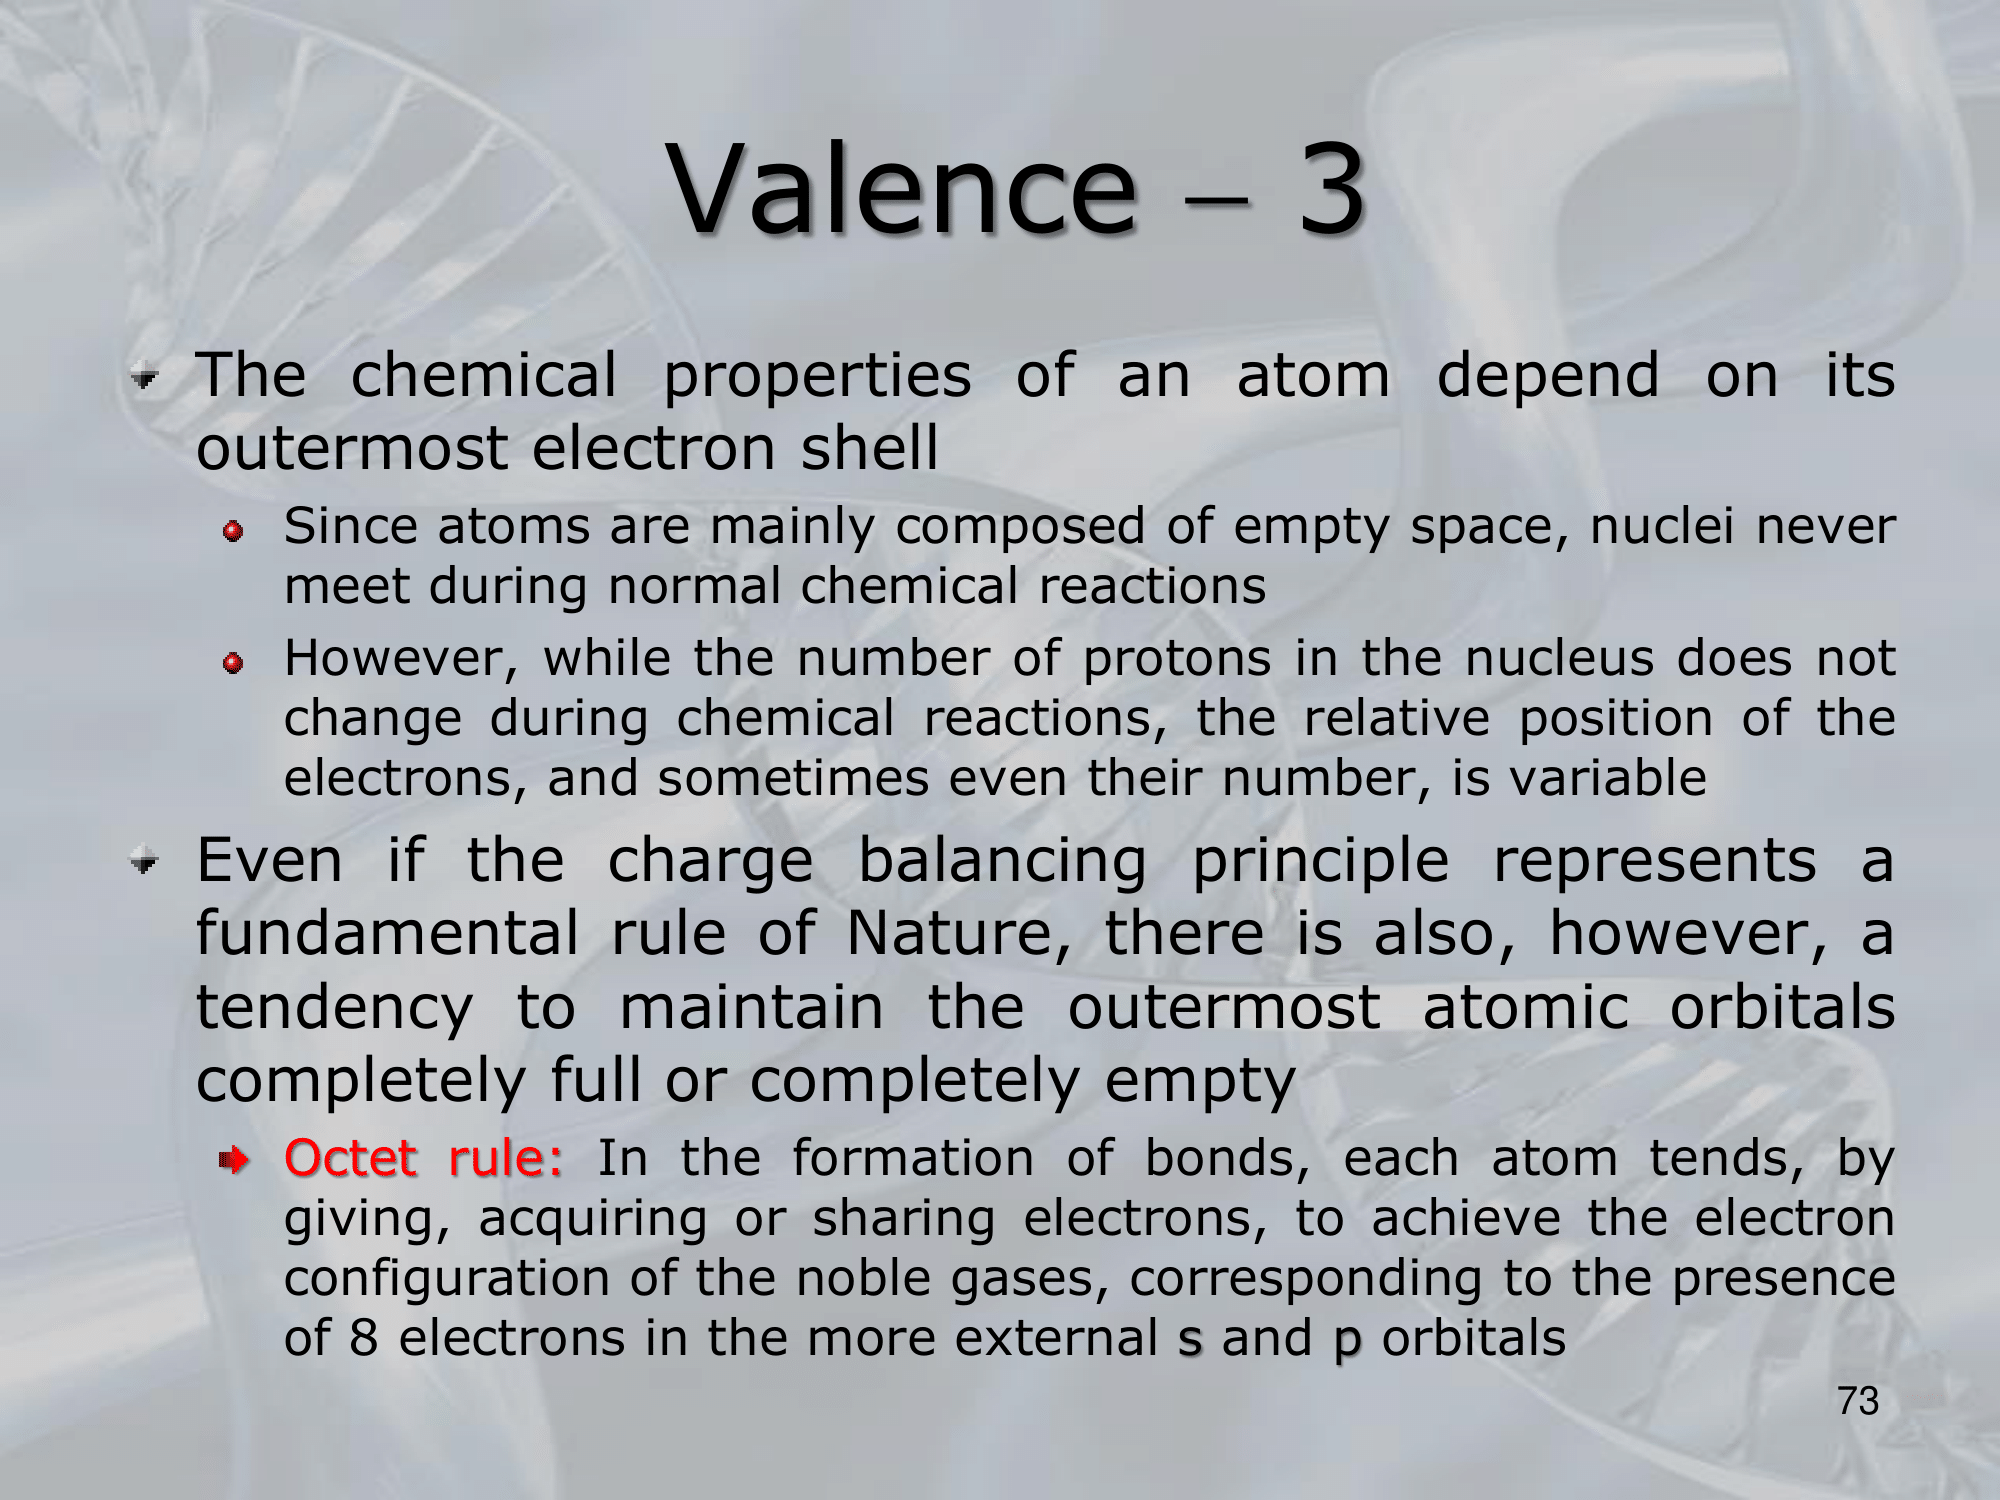 Valence – 3
The chemical properties of an atom depend on its
outermost electron shell
Since atoms are mainly composed of empty space, nuclei never
meet during normal chemical reactions
However, while the number of protons in the nucleus does not
change during chemical reactions, the relative position of the
electrons, and sometimes even their number, is variable
Even if the charge balancing principle represents a
fundamental rule of Nature, there is also, however, a
tendency to maintain the outermost atomic orbitals
completely full or completely empty
Octet rule: In the formation of bonds, each atom tends, by
giving, acquiring or sharing electrons, to achieve the electron
configuration of the noble gases, corresponding to the presence
of 8 electrons in the more external s and p orbitals
73